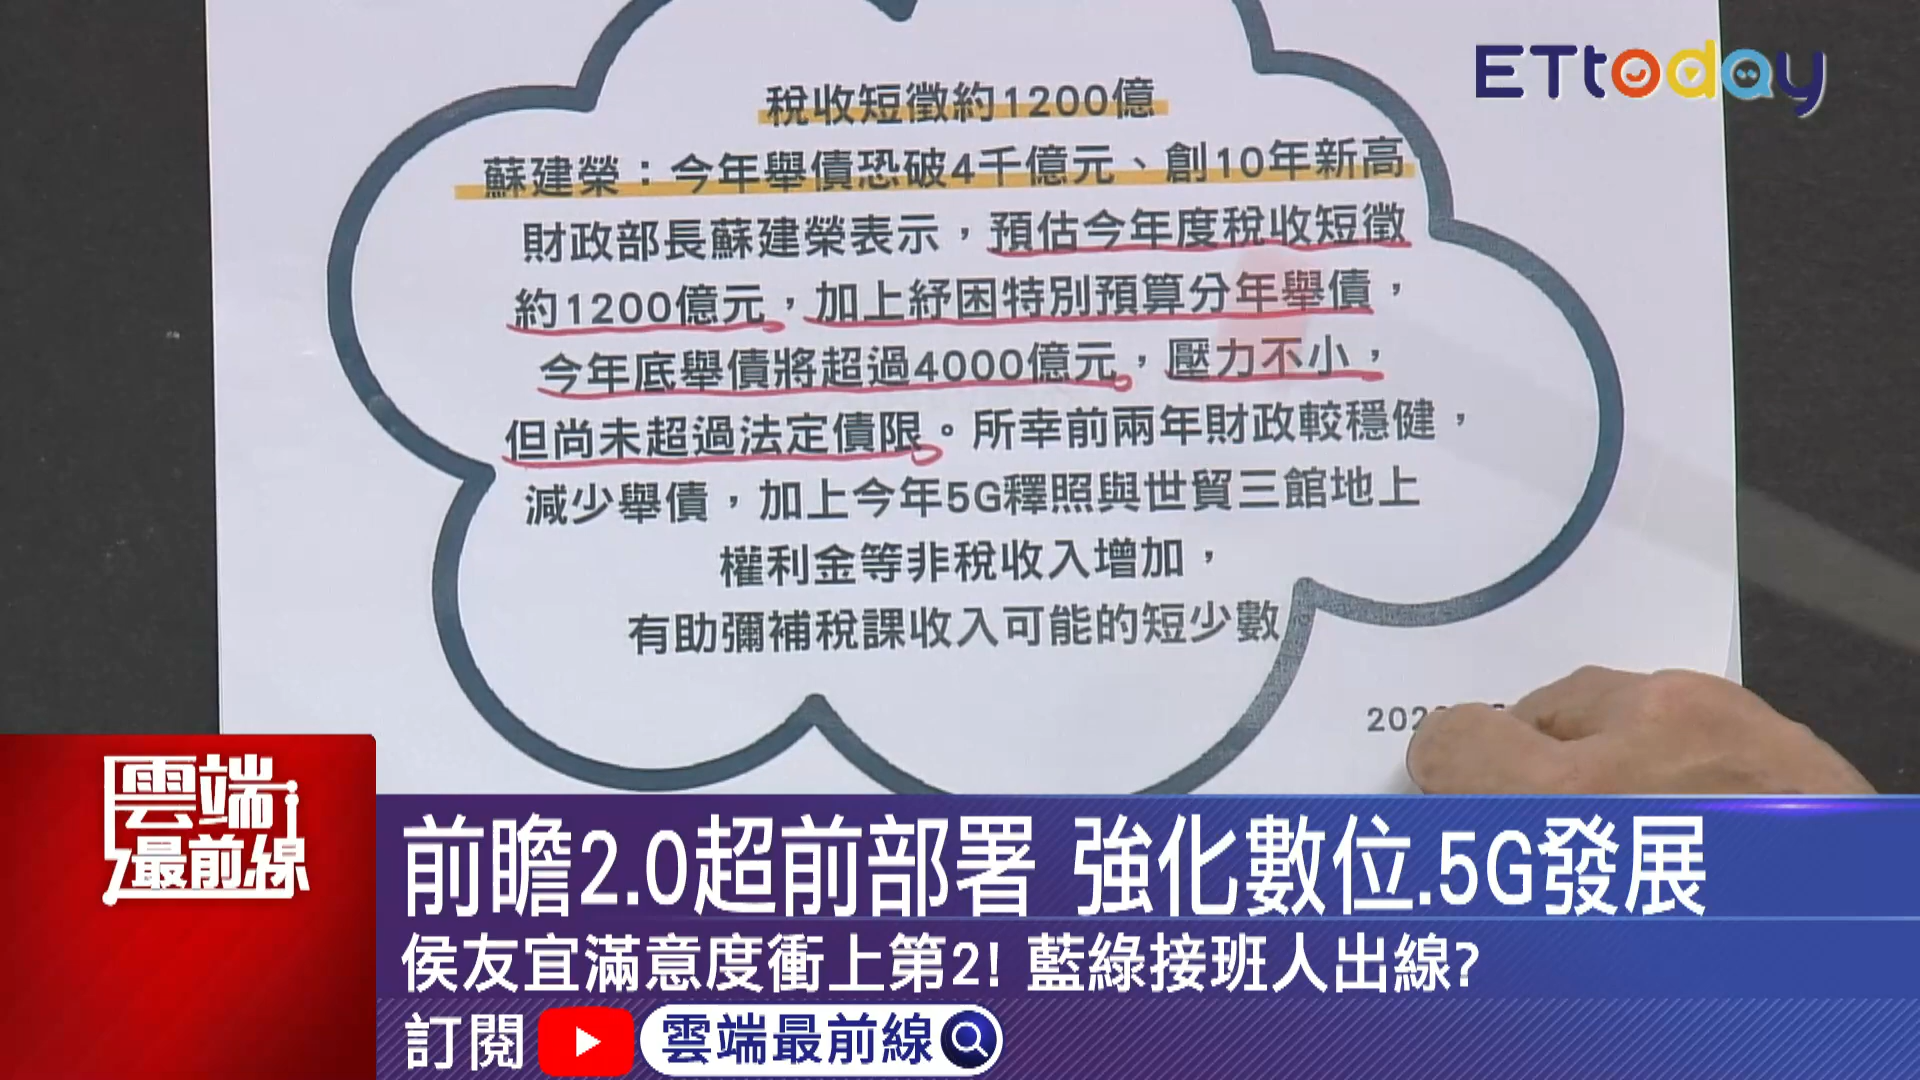 ETtoday
稅收短徵約1200億
蘇建榮：今年舉債恐破4千億元、創10年新高
財政部長蘇建榮表示，預估今年度稅收短徵
約1200億元，加上紓困特別預算分年舉債，
今年底舉債將超過4000億元，壓力不小，
但尚未超過法定債限。所幸前兩年財政較穩健，
減少舉債，加上今年5G釋照與世貿三館地上
權利金等非稅收入增加，
有助彌補稅課收入可能的短少數
雲端
最前線
前瞻2.0超前部署 強化數位.5G發展
侯友宜滿意度衝上第2! 藍綠接班人出線?
訂閱 雲端最前線